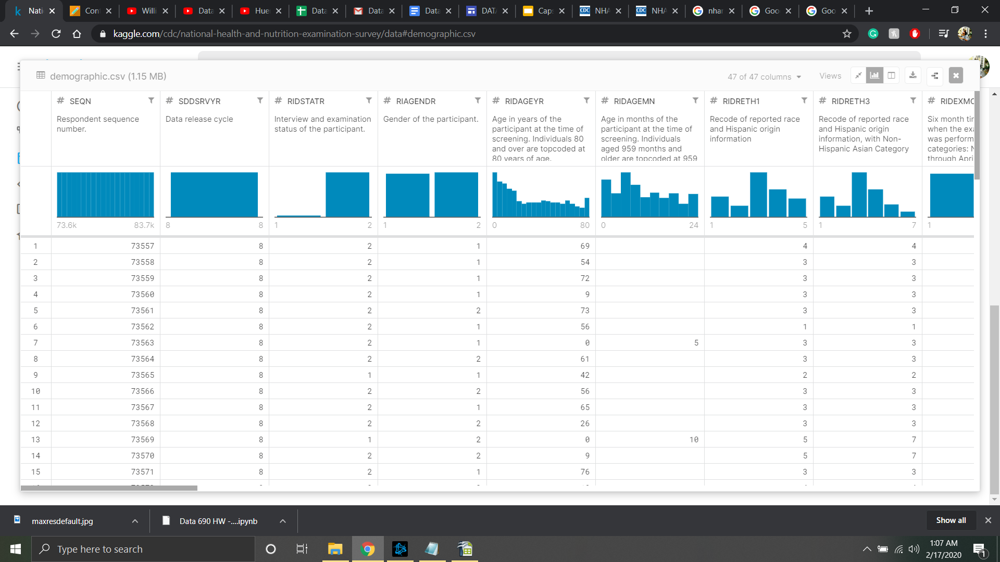 Nati
Con
Willi
Data
Hue
Data
Data
Data
DAT
Caps
CDC NHA
CDC NHA
nhar
Goo
Goo
kaggle.com/cdc/national-health-and-nutrition-examination-survey/data#demographic.csv
demographic.csv (1.15 MB)
47 of 47 columns
Views
# SEQN
# SDDSRVYR
# RIDSTATR
# RIAGENDR
# RIDAGEYR
# RIDAGEMN
# RIDRETH1
# RIDRETH3
# RIDEXMO
Respondent sequence
number.
Data release cycle
Interview and examination
status of the participant.
Gender of the participant.
Age in years of the
participant at the time of
screening. Individuals 80
and over are topcoded at
80 years of age.
Age in months of the
participant at the time of
screening. Individuals
aged 959 months and
older are topcoded at 959
Recode of reported race
and Hispanic origin
information
Recode of reported race
and Hispanic origin
information, with Non-
Hispanic Asian Category
Six month tir
when the exa
was perform
categories: N
through Apri
73.6k 83.7k
8 8
1 2
1 2
0 80
0 24
1 5
1 7
1
1 73557 8 2 1 69 4 4
2 73558 8 2 1 54 3 3
3 73559 8 2 1 72 3 3
4 73560 8 2 1 9 3 3
5 73561 8 2 2 73 3 3
6 73562 8 2 1 56 1 1
7 73563 8 2 1 0 5 3 3
8 73564 8 2 2 61 3 3
9 73565 8 1 1 42 2 2
10 73566 8 2 2 56 3 3
11 73567 8 2 1 65 3 3
12 73568 8 2 2 26 3 3
13 73569 8 1 2 0 10 5 7
14 73570 8 2 2 9 5 7
15 73571 8 2 1 76 3 3
maxresdefault.jpg
Data 690 HW -....ipynb
Show all
Type here to search
1:07 AM
2/17/2020
1